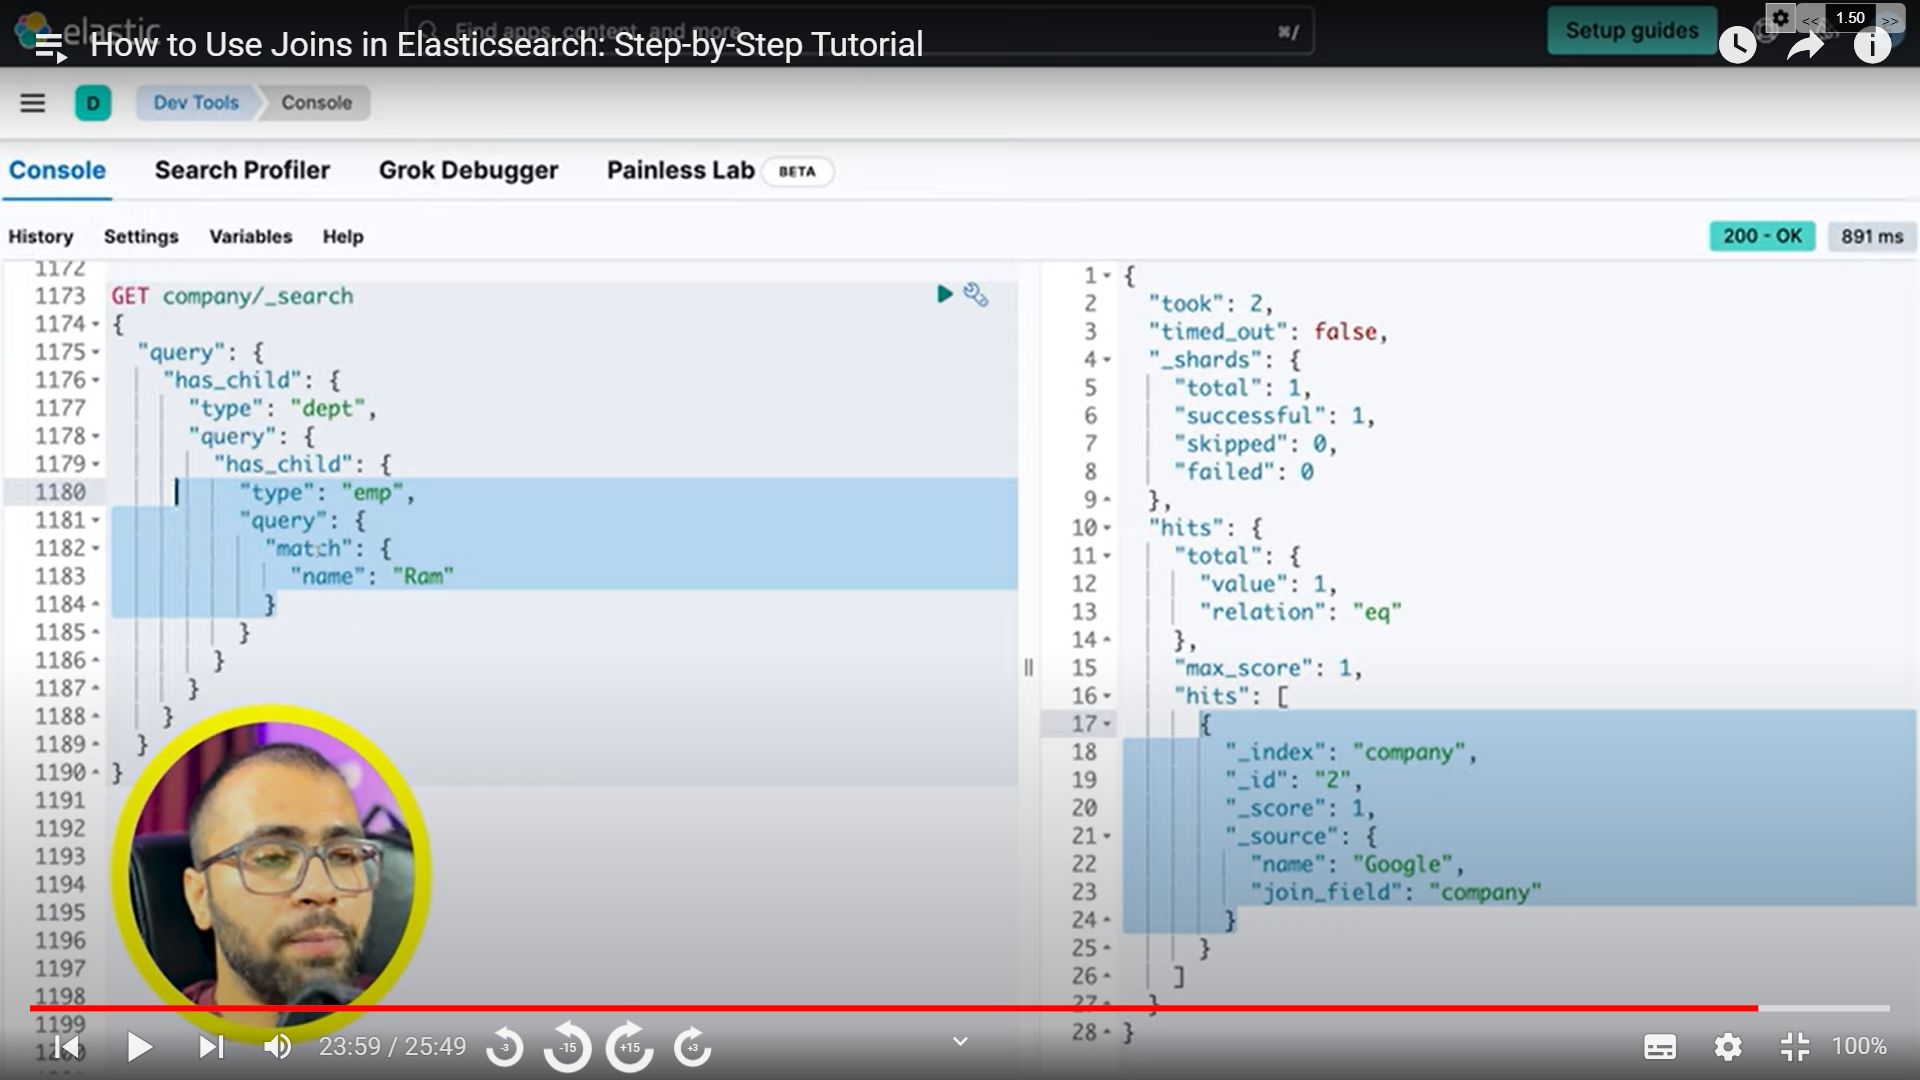 elastic
Find apps, content, and more.
⌘/
Setup guides
<< 1.50 >>
How to Use Joins in Elasticsearch: Step-by-Step Tutorial
D
Dev Tools
Console
Console
Search Profiler
Grok Debugger
Painless Lab
BETA
History
Settings
Variables
Help
200 - OK
891 ms
1172
1173 GET company/_search
1174 {
1175 "query": {
1176 "has_child": {
1177 "type": "dept",
1178 "query": {
1179 "has_child": {
1180 "type": "emp",
1181 "query": {
1182 "match": {
1183 "name": "Ram"
1184 }
1185 }
1186 }
1187 }
1188 }
1189 }
1190 }
1191
1192
1193
1194
1195
1196
1197
1198
1199
1200
1 {
2 "took": 2,
3 "timed_out": false,
4 "_shards": {
5 "total": 1,
6 "successful": 1,
7 "skipped": 0,
8 "failed": 0
9 },
10 "hits": {
11 "total": {
12 "value": 1,
13 "relation": "eq"
14 },
15 "max_score": 1,
16 "hits": [
17 {
18 "_index": "company",
19 "_id": "2",
20 "_score": 1,
21 "_source": {
22 "name": "Google",
23 "join_field": "company"
24 }
25 }
26 ]
27 }
28 }
23:59 / 25:49
-3
-15
+15
+3
100%